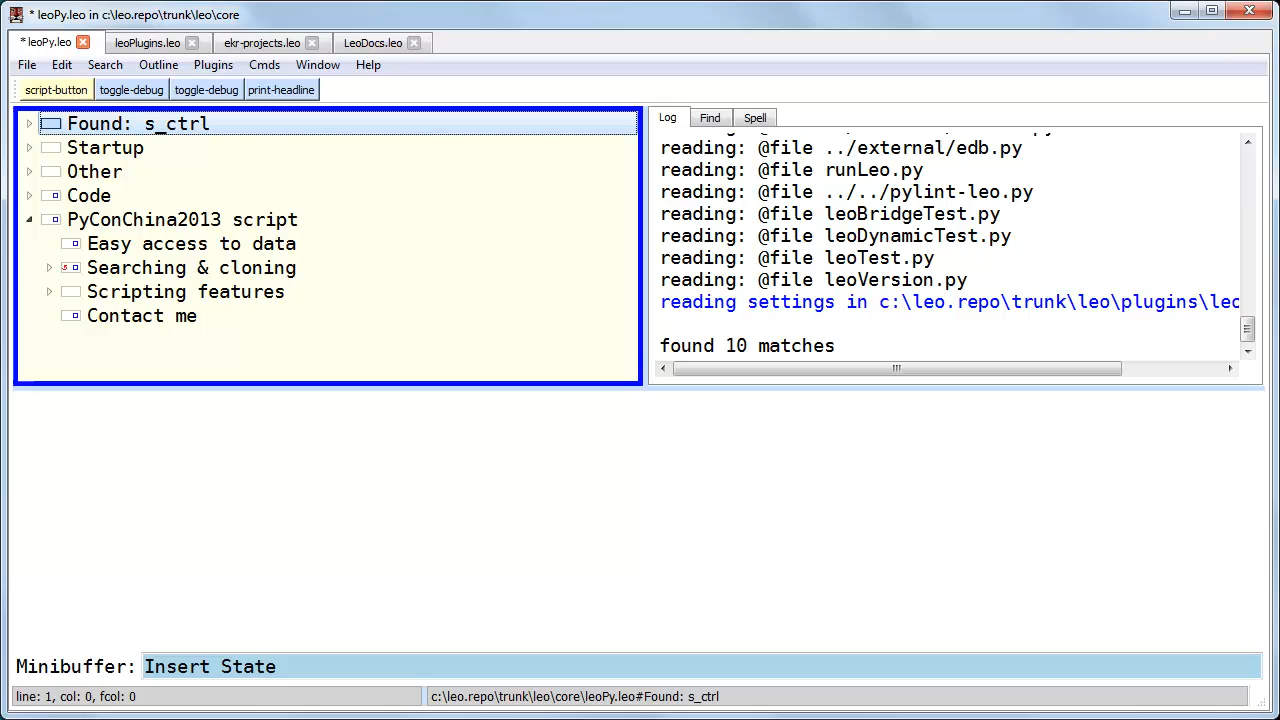 * leoPy.leo in c:\leo.repo\trunk\leo\core
* leoPy.leo leoPlugins.leo ekr-projects.leo LeoDocs.leo
File Edit Search Outline Plugins Cmds Window Help
script-button toggle-debug toggle-debug print-headline
Found: s_ctrl
Startup
Other
Code
PyConChina2013 script
Easy access to data
Searching & cloning
Scripting features
Contact me
Log Find Spell
reading: @file ../external/edb.py
reading: @file runLeo.py
reading: @file ../../pylint-leo.py
reading: @file leoBridgeTest.py
reading: @file leoDynamicTest.py
reading: @file leoTest.py
reading: @file leoVersion.py
reading settings in c:\leo.repo\trunk\leo\plugins\leo
found 10 matches
Minibuffer: Insert State
line: 1, col: 0, fcol: 0
c:\leo.repo\trunk\leo\core\leoPy.leo#Found: s_ctrl